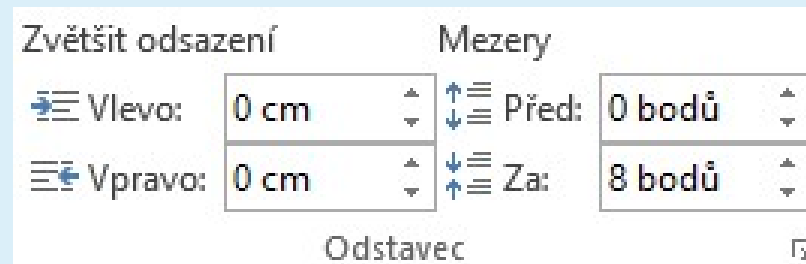 Zvětšit odsazení Mezery
Vlevo: 0 cm Před: 0 bodů
Vpravo: 0 cm Za: 8 bodů
Odstavec